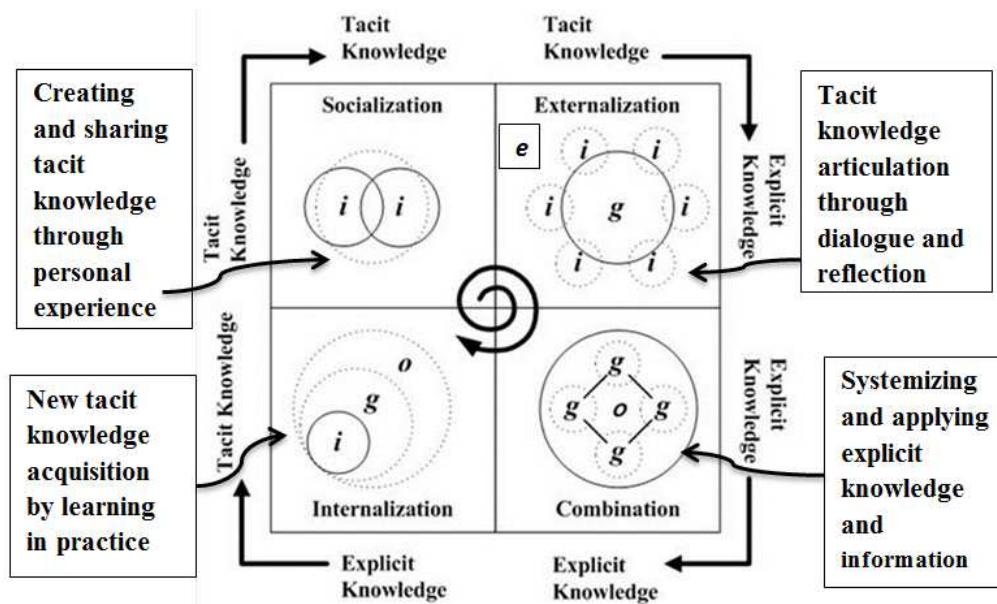 Tacit
Knowledge
Tacit
Knowledge
Creating
and sharing
tacit
knowledge
through
personal
experience
Socialization
Externalization
Tacit
knowledge
articulation
through
dialogue and
reflection
e
i
i
i
i
i
i
i
i
g
Tacit
Knowledge
Explicit
Knowledge
New tacit
knowledge
acquisition
by learning
in practice
Tacit Knowledge
o
g
i
g
g
o
g
g
Explicit
Knowledge
Systemizing
and applying
explicit
knowledge
and
information
Internalization
Combination
Explicit
Knowledge
Explicit
Knowledge